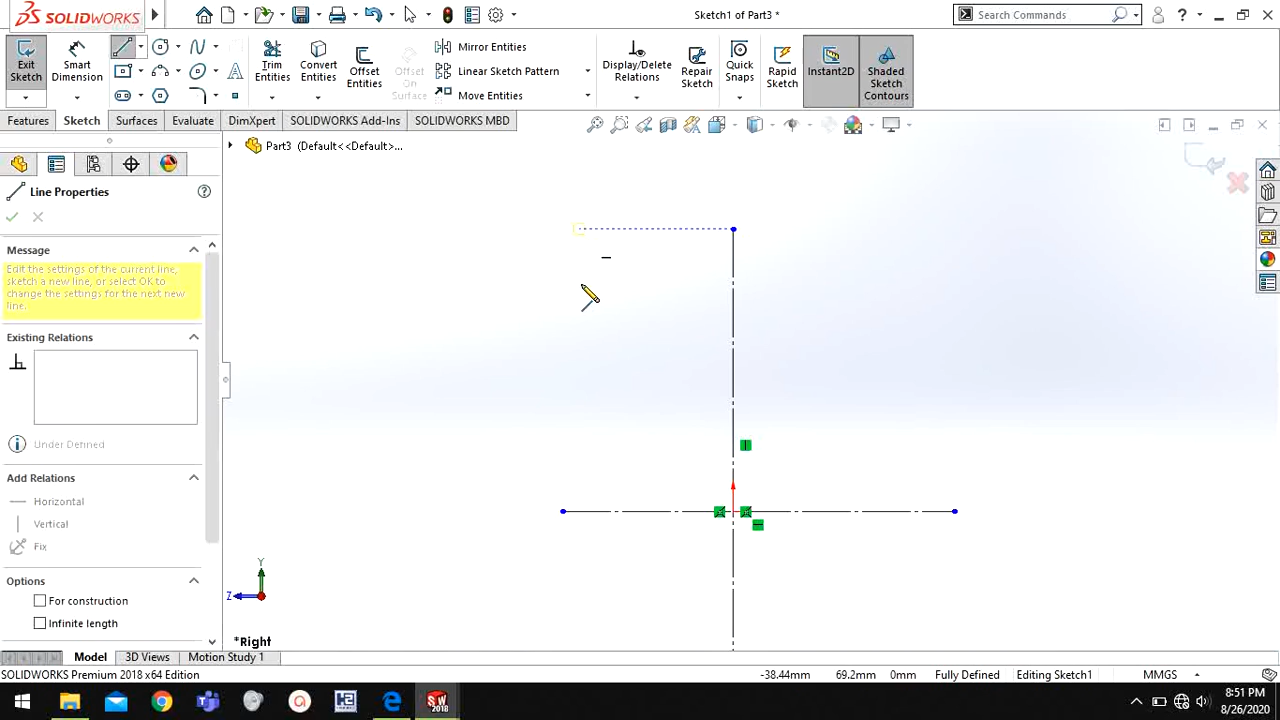 SOLIDWORKS
Sketch1 of Part3 *
Search Commands
?
Exit Sketch
Smart Dimension
Trim Entities
Convert Entities
Offset Entities
Offset On Surface
Mirror Entities
Linear Sketch Pattern
Move Entities
Display/Delete Relations
Repair Sketch
Quick Snaps
Rapid Sketch
Instant2D
Shaded Sketch Contours
Features
Sketch
Surfaces
Evaluate
DimXpert
SOLIDWORKS Add-Ins
SOLIDWORKS MBD
Part3 (Default<<Default>...
Line Properties
?
Message
Edit the settings of the current line,
sketch a new line, or select OK to
change the settings for the next new
line.
Existing Relations
Under Defined
Add Relations
Horizontal
Vertical
Fix
Options
For construction
Infinite length
Y
Z
*Right
Model
3D Views
Motion Study 1
SOLIDWORKS Premium 2018 x64 Edition
-38.44mm
69.2mm
0mm
Fully Defined
Editing Sketch1
MMGS
SW
2018
8:51 PM
8/26/2020